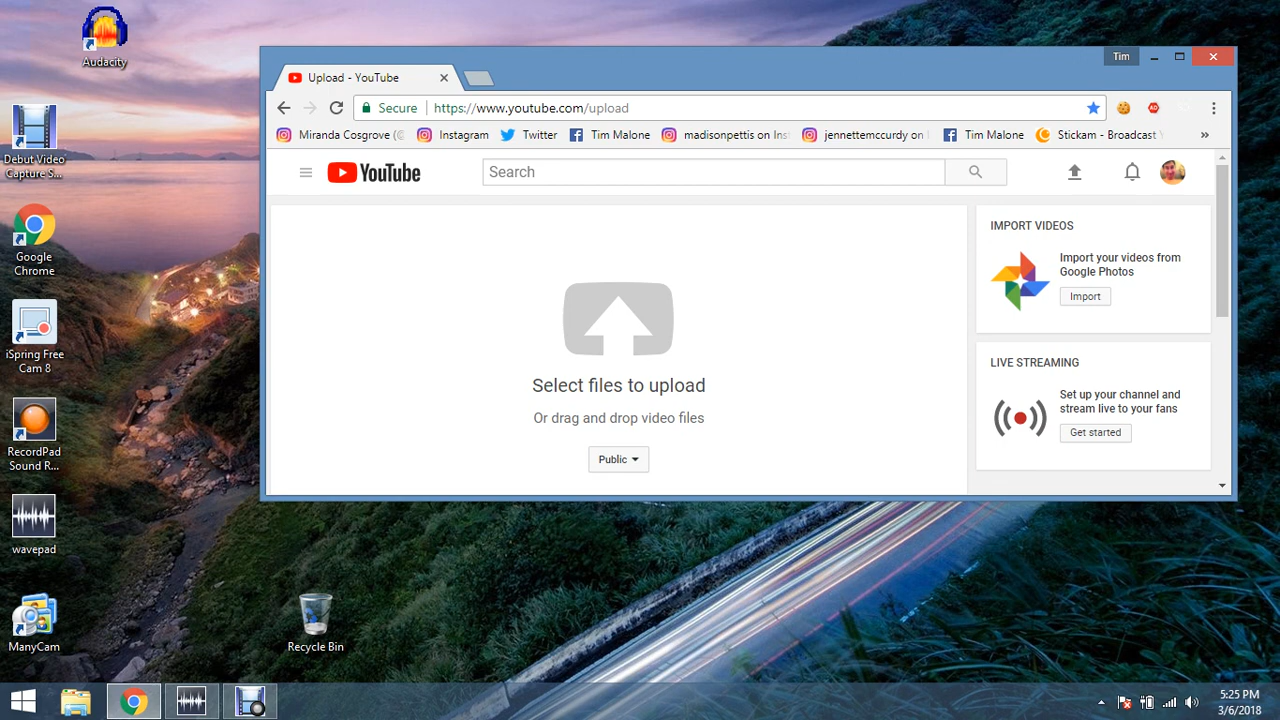 Audacity
Debut Video
Capture S...
Google
Chrome
iSpring Free
Cam 8
RecordPad
Sound R...
wavepad
ManyCam
Recycle Bin
Tim
Upload - YouTube
Secure
https://www.youtube.com/upload
Miranda Cosgrove (@
Instagram
Twitter
Tim Malone
madisonpettis on Ins
jennettemccurdy on I
Tim Malone
Stickam - Broadcast
YouTube
Search
Select files to upload
Or drag and drop video files
Public
IMPORT VIDEOS
Import your videos from
Google Photos
Import
LIVE STREAMING
Set up your channel and
stream live to your fans
Get started
5:25 PM
3/6/2018